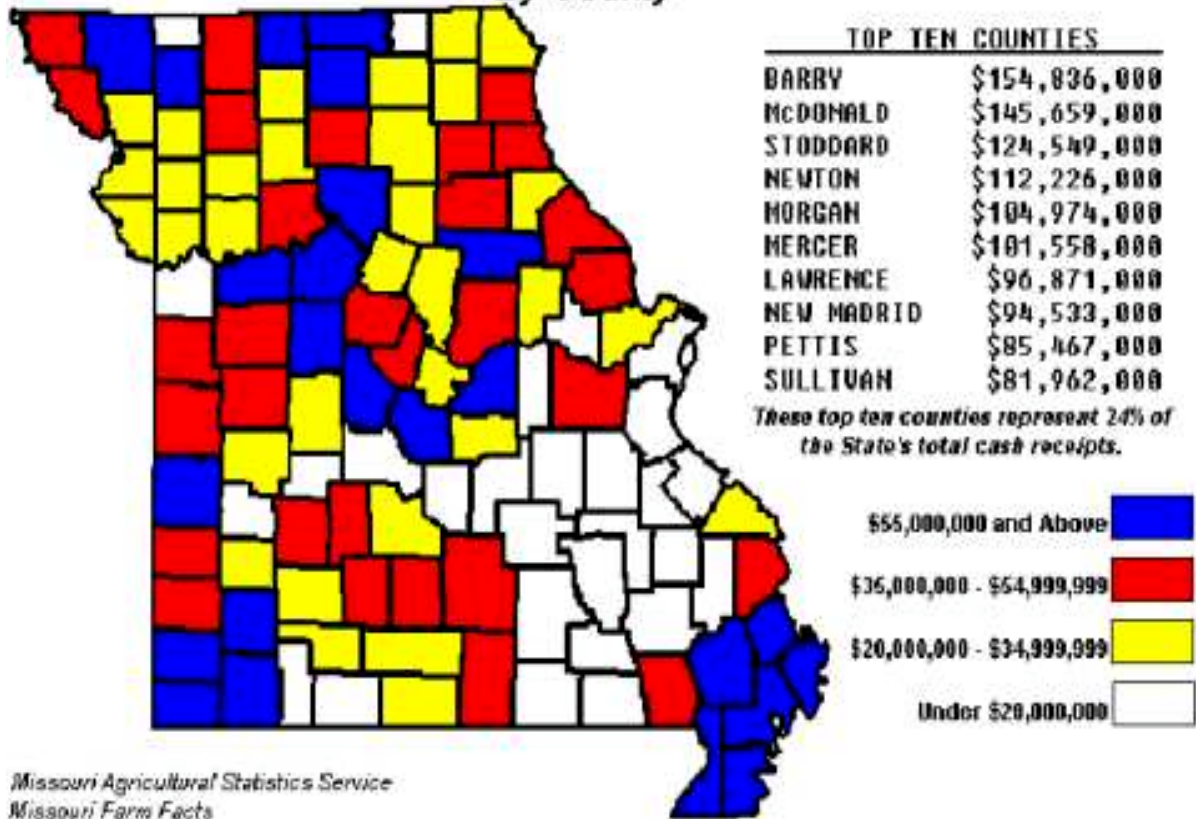 TOP TEN COUNTIES
BARRY $154,836,000
McDONALD $145,659,000
STODDARD $124,549,000
NEWTON $112,226,000
MORGAN $104,974,000
MERCER $101,558,000
LAWRENCE $96,871,000
NEW MADRID $94,533,000
PETTIS $85,467,000
SULLIVAN $81,962,000
These top ten counties represent 24% of
the State's total cash receipts.
$55,000,000 and Above
$35,000,000 - $54,999,999
$20,000,000 - $34,999,999
Under $20,000,000
Missouri Agricultural Statistics Service
Missouri Farm Facts